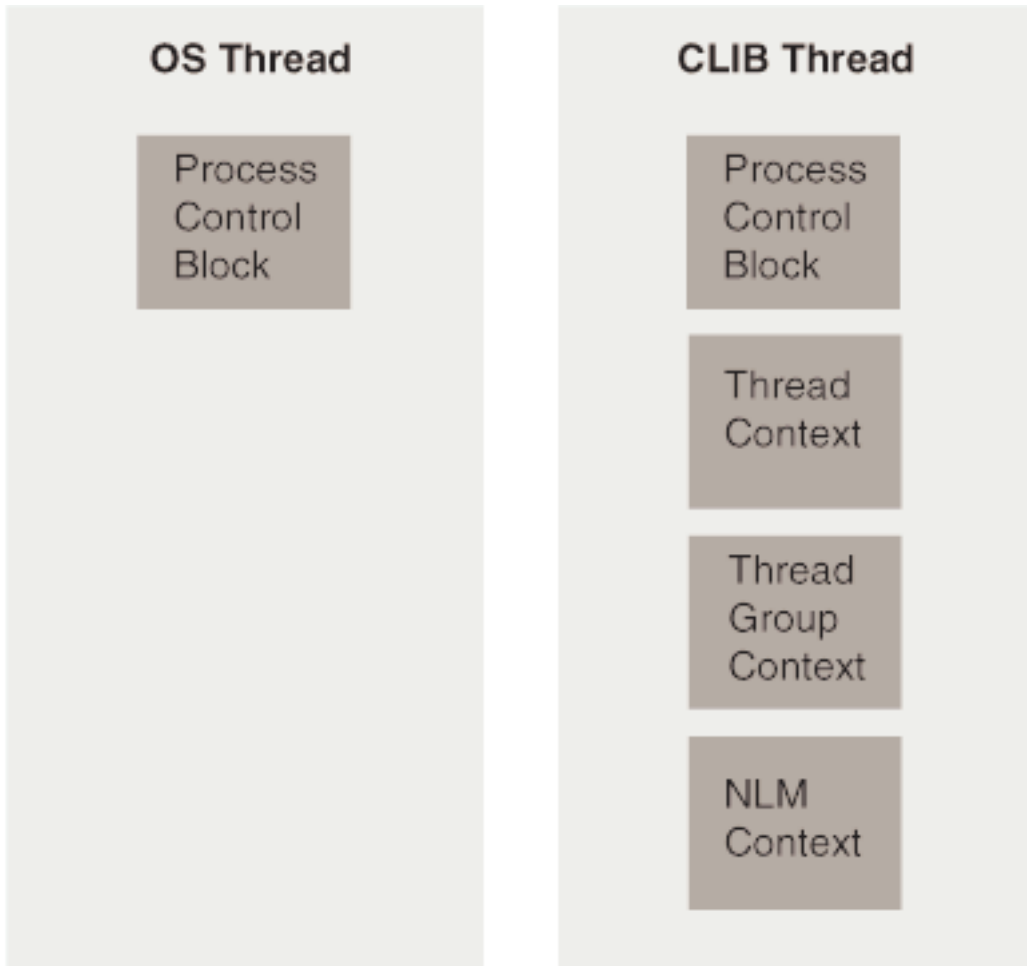 OS Thread
Process
Control
Block
CLIB Thread
Process
Control
Block
Thread
Context
Thread
Group
Context
NLM
Context